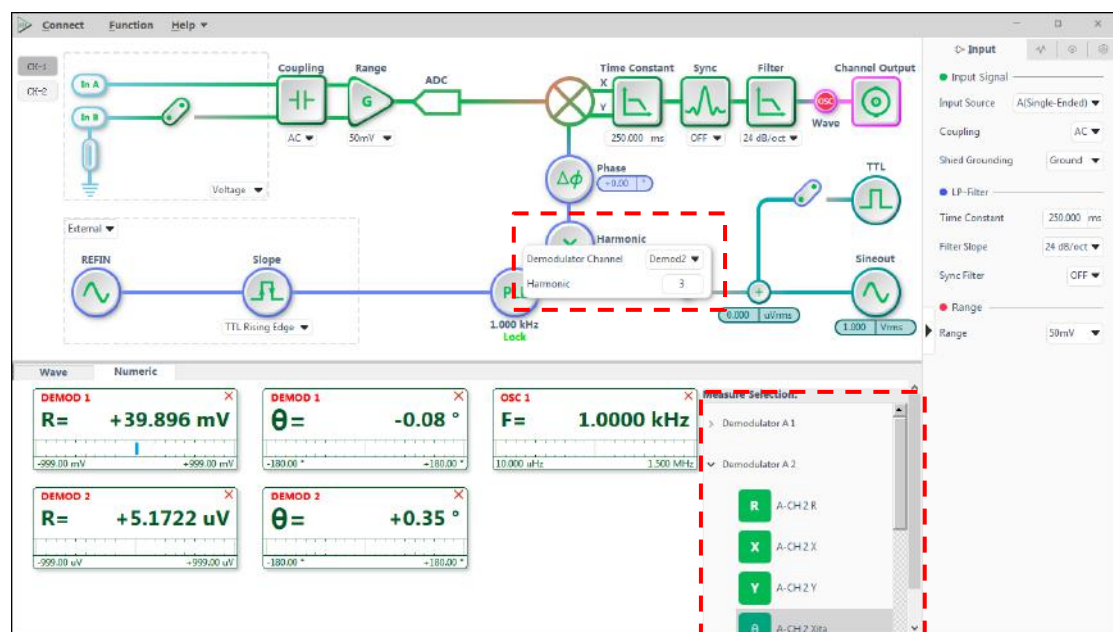 Connect Function Help
CH-1
CH-2
In A
In B
Voltage
Coupling
AC
Range
G
50mV
ADC
X
Y
Time Constant
250.000 ms
Sync
OFF
Filter
24 dB/oct
OSC
Wave
Channel Output
Δϕ
Phase
+0.00 °
TTL
Harmonic
Demodulator Channel Demod2
Harmonic 3
External
REFIN
Slope
TTL Rising Edge
1.000 kHz
Lock
+
0.000 uVrms
Sineout
1.000 Vrms
Input
Input Signal
Input Source A(Single-Ended)
Coupling AC
Shied Grounding Ground
LP-Filter
Time Constant 250.000 ms
Filter Slope 24 dB/oct
Sync Filter OFF
Range
Range 50mV
Wave Numeric
DEMOD 1
R= +39.896 mV
-999.00 mV +999.00 mV
DEMOD 1
θ= -0.08 °
-180.00 ° +180.00 °
OSC 1
F= 1.0000 kHz
10.000 uHz 1.500 MHz
DEMOD 2
R= +5.1722 uV
-999.00 uV +999.00 uV
DEMOD 2
θ= +0.35 °
-180.00 ° +180.00 °
Measure Selection:
Demodulator A 1
Demodulator A 2
R A-CH 2 R
X A-CH 2 X
Y A-CH 2 Y
θ A-CH 2 Xita